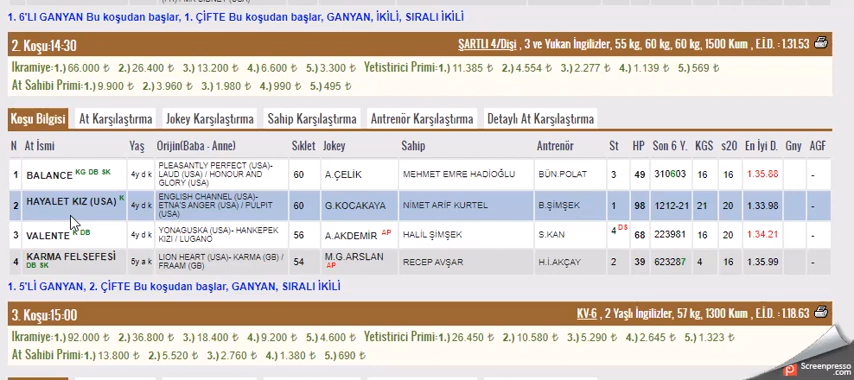 1. 6'LI GANYAN Bu koşudan başlar, 1. ÇİFTE Bu koşudan başlar, GANYAN, İKİLİ, SIRALI İKİLİ
2. Koşu:14:30 ŞARTLI 4/Dişi , 3 ve Yukarı İngilizler, 55 kg, 60 kg, 60 kg, 1500 Kum , E.İ.D. : 1.31.53
İkramiye: 1.) 66.000 ₺ 2.) 26.400 ₺ 3.) 13.200 ₺ 4.) 6.600 ₺ 5.) 3.300 ₺ Yetistirici Primi: 1.) 11.385 ₺ 2.) 4.554 ₺ 3.) 2.277 ₺ 4.) 1.139 ₺ 5.) 569 ₺
At Sahibi Primi: 1.) 9.900 ₺ 2.) 3.960 ₺ 3.) 1.980 ₺ 4.) 990 ₺ 5.) 495 ₺
Koşu Bilgisi At Karşılaştırma Jokey Karşılaştırma Sahip Karşılaştırma Antrenör Karşılaştırma Detaylı At Karşılaştırma
N At İsmi Yaş Orijin(Baba - Anne) Sıklet Jokey Sahip Antrenör St HP Son 6 Y. KGS s20 En İyi D. Gny AGF
1 BALANCE KG DB SK 4y d k PLEASANTLY PERFECT (USA)- LAUD (USA) / HONOUR AND GLORY (USA) 60 A.ÇELİK MEHMET EMRE HADİOĞLU BÜN.POLAT 3 49 310603 16 16 1.35.88 -
2 HAYALET KIZ (USA) K 4y d k ENGLISH CHANNEL (USA)- ETNA'S ANGER (USA) / PULPIT (USA) 60 G.KOCAKAYA NİMET ARİF KURTEL B.ŞİMŞEK 1 98 1212-21 21 20 1.33.98 -
3 VALENTE K DB 4y d k YONAGUSKA (USA)- HANKEPEK KIZI / LUGANO 56 A.AKDEMİR AP HALİL ŞİMŞEK S.KAN 4 DS 68 223981 16 20 1.34.21 -
4 KARMA FELSEFESİ DB SK 5y a k LION HEART (USA)- KARMA (GB) / FRAAM (GB) 54 M.G.ARSLAN AP RECEP AVŞAR H.İ.AKÇAY 2 39 623287 4 16 1.35.99 -
1. 5'Lİ GANYAN, 2. ÇİFTE Bu koşudan başlar, GANYAN, SIRALI İKİLİ
3. Koşu:15:00 KV-6 , 2 Yaşlı İngilizler, 57 kg, 1300 Kum , E.İ.D. : 1.18.63
İkramiye: 1.) 92.000 ₺ 2.) 36.800 ₺ 3.) 18.400 ₺ 4.) 9.200 ₺ 5.) 4.600 ₺ Yetistirici Primi: 1.) 26.450 ₺ 2.) 10.580 ₺ 3.) 5.290 ₺ 4.) 2.645 ₺ 5.) 1.323 ₺
At Sahibi Primi: 1.) 13.800 ₺ 2.) 5.520 ₺ 3.) 2.760 ₺ 4.) 1.380 ₺ 5.) 690 ₺
Screenpresso.com